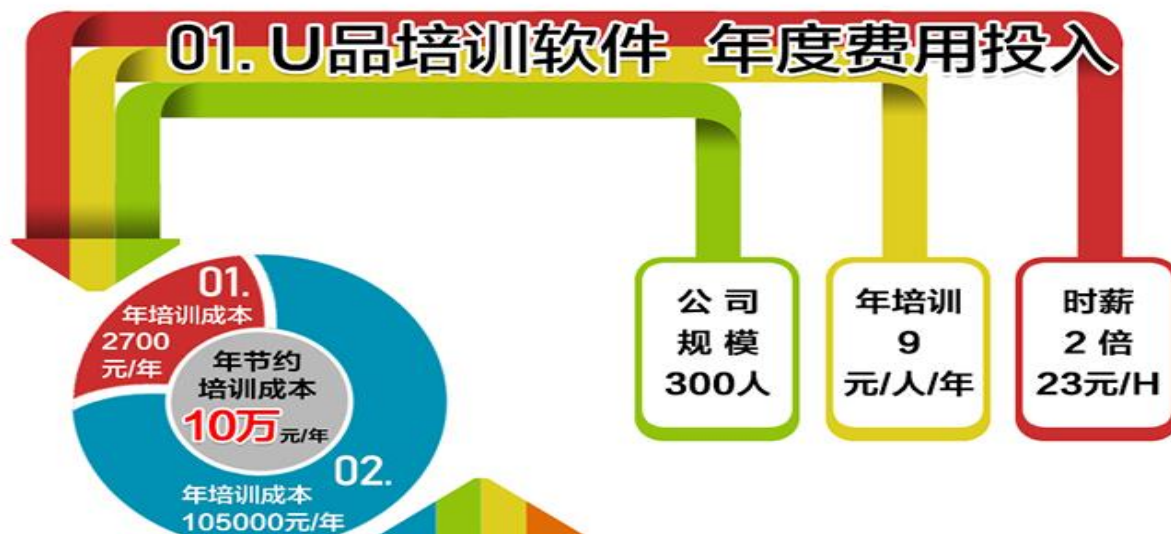 01. U品培训软件 年度费用投入
公 司
规 模
300人
年培训
9
元/人/年
时薪
2 倍
23元/H
01.
年培训成本
2700
元/年
年节约
培训成本
10万元/年
02.
年培训成本
105000元/年